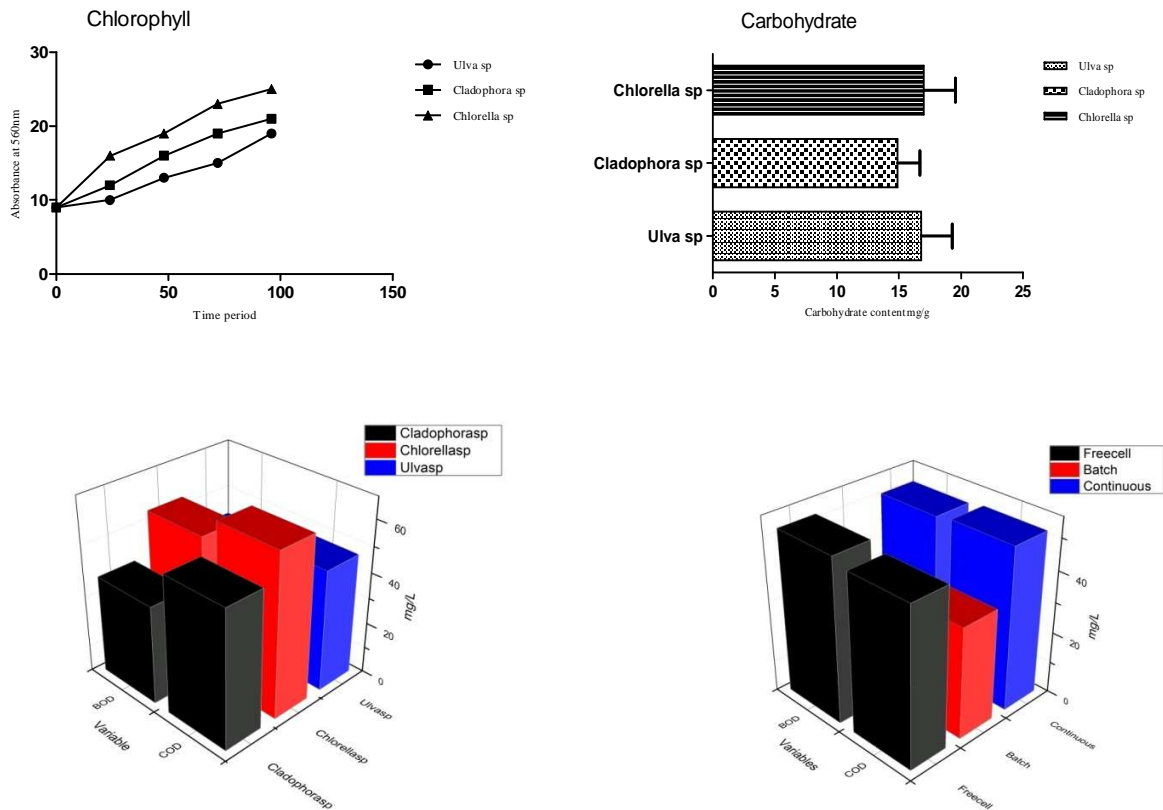 Chlorophyll
30
20
10
0
0
50
100
150
Absorbance at 560nm
Time period
Ulva sp
Cladophora sp
Chlorella sp
Carbohydrate
Chlorella sp
Cladophora sp
Ulva sp
0
5
10
15
20
25
Carbohydrate contentmg/g
Ulva sp
Cladophora sp
Chlorella sp
Cladophorasp
Chlorellasp
Ulvasp
60
40
20
0
mg/L
BOD
Variable
COD
Ulvasp
Chlorellasp
Cladophorasp
Freecell
Batch
Continuous
40
20
0
mg/L
BOD
Variables
COD
Continuous
Batch
Freecell